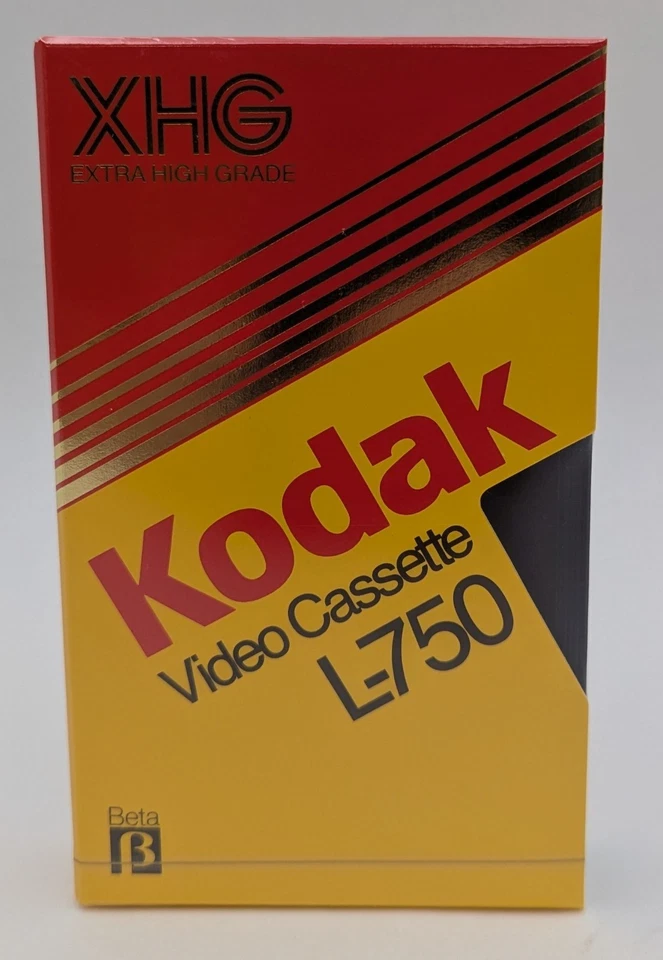 XHG
EXTRA HIGH GRADE
Kodak
Video Cassette
L-750
Beta
β